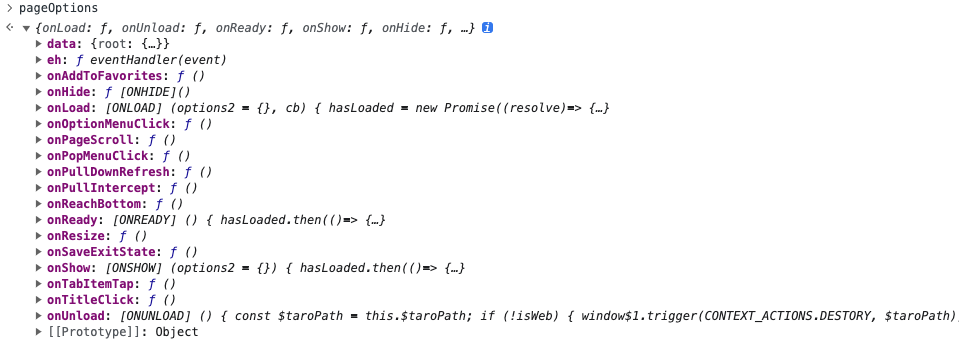 pageOptions
{onLoad: ƒ, onUnload: ƒ, onReady: ƒ, onShow: ƒ, onHide: ƒ, …} i
data: {root: {…}}
eh: ƒ eventHandler(event)
onAddToFavorites: ƒ ()
onHide: ƒ [ONHIDE]()
onLoad: [ONLOAD] (options2 = {}, cb) { hasLoaded = new Promise((resolve)=> {…}
onOptionMenuClick: ƒ ()
onPageScroll: ƒ ()
onPopMenuClick: ƒ ()
onPullDownRefresh: ƒ ()
onPullIntercept: ƒ ()
onReachBottom: ƒ ()
onReady: [ONREADY] () { hasLoaded.then(()=> {…}
onResize: ƒ ()
onSaveExitState: ƒ ()
onShow: [ONSHOW] (options2 = {}) { hasLoaded.then(()=> {…}
onTabItemTap: ƒ ()
onTitleClick: ƒ ()
onUnload: [ONUNLOAD] () { const $taroPath = this.$taroPath; if (!isWeb) { window$1.trigger(CONTEXT_ACTIONS.DESTORY, $taroPath)
[[Prototype]]: Object